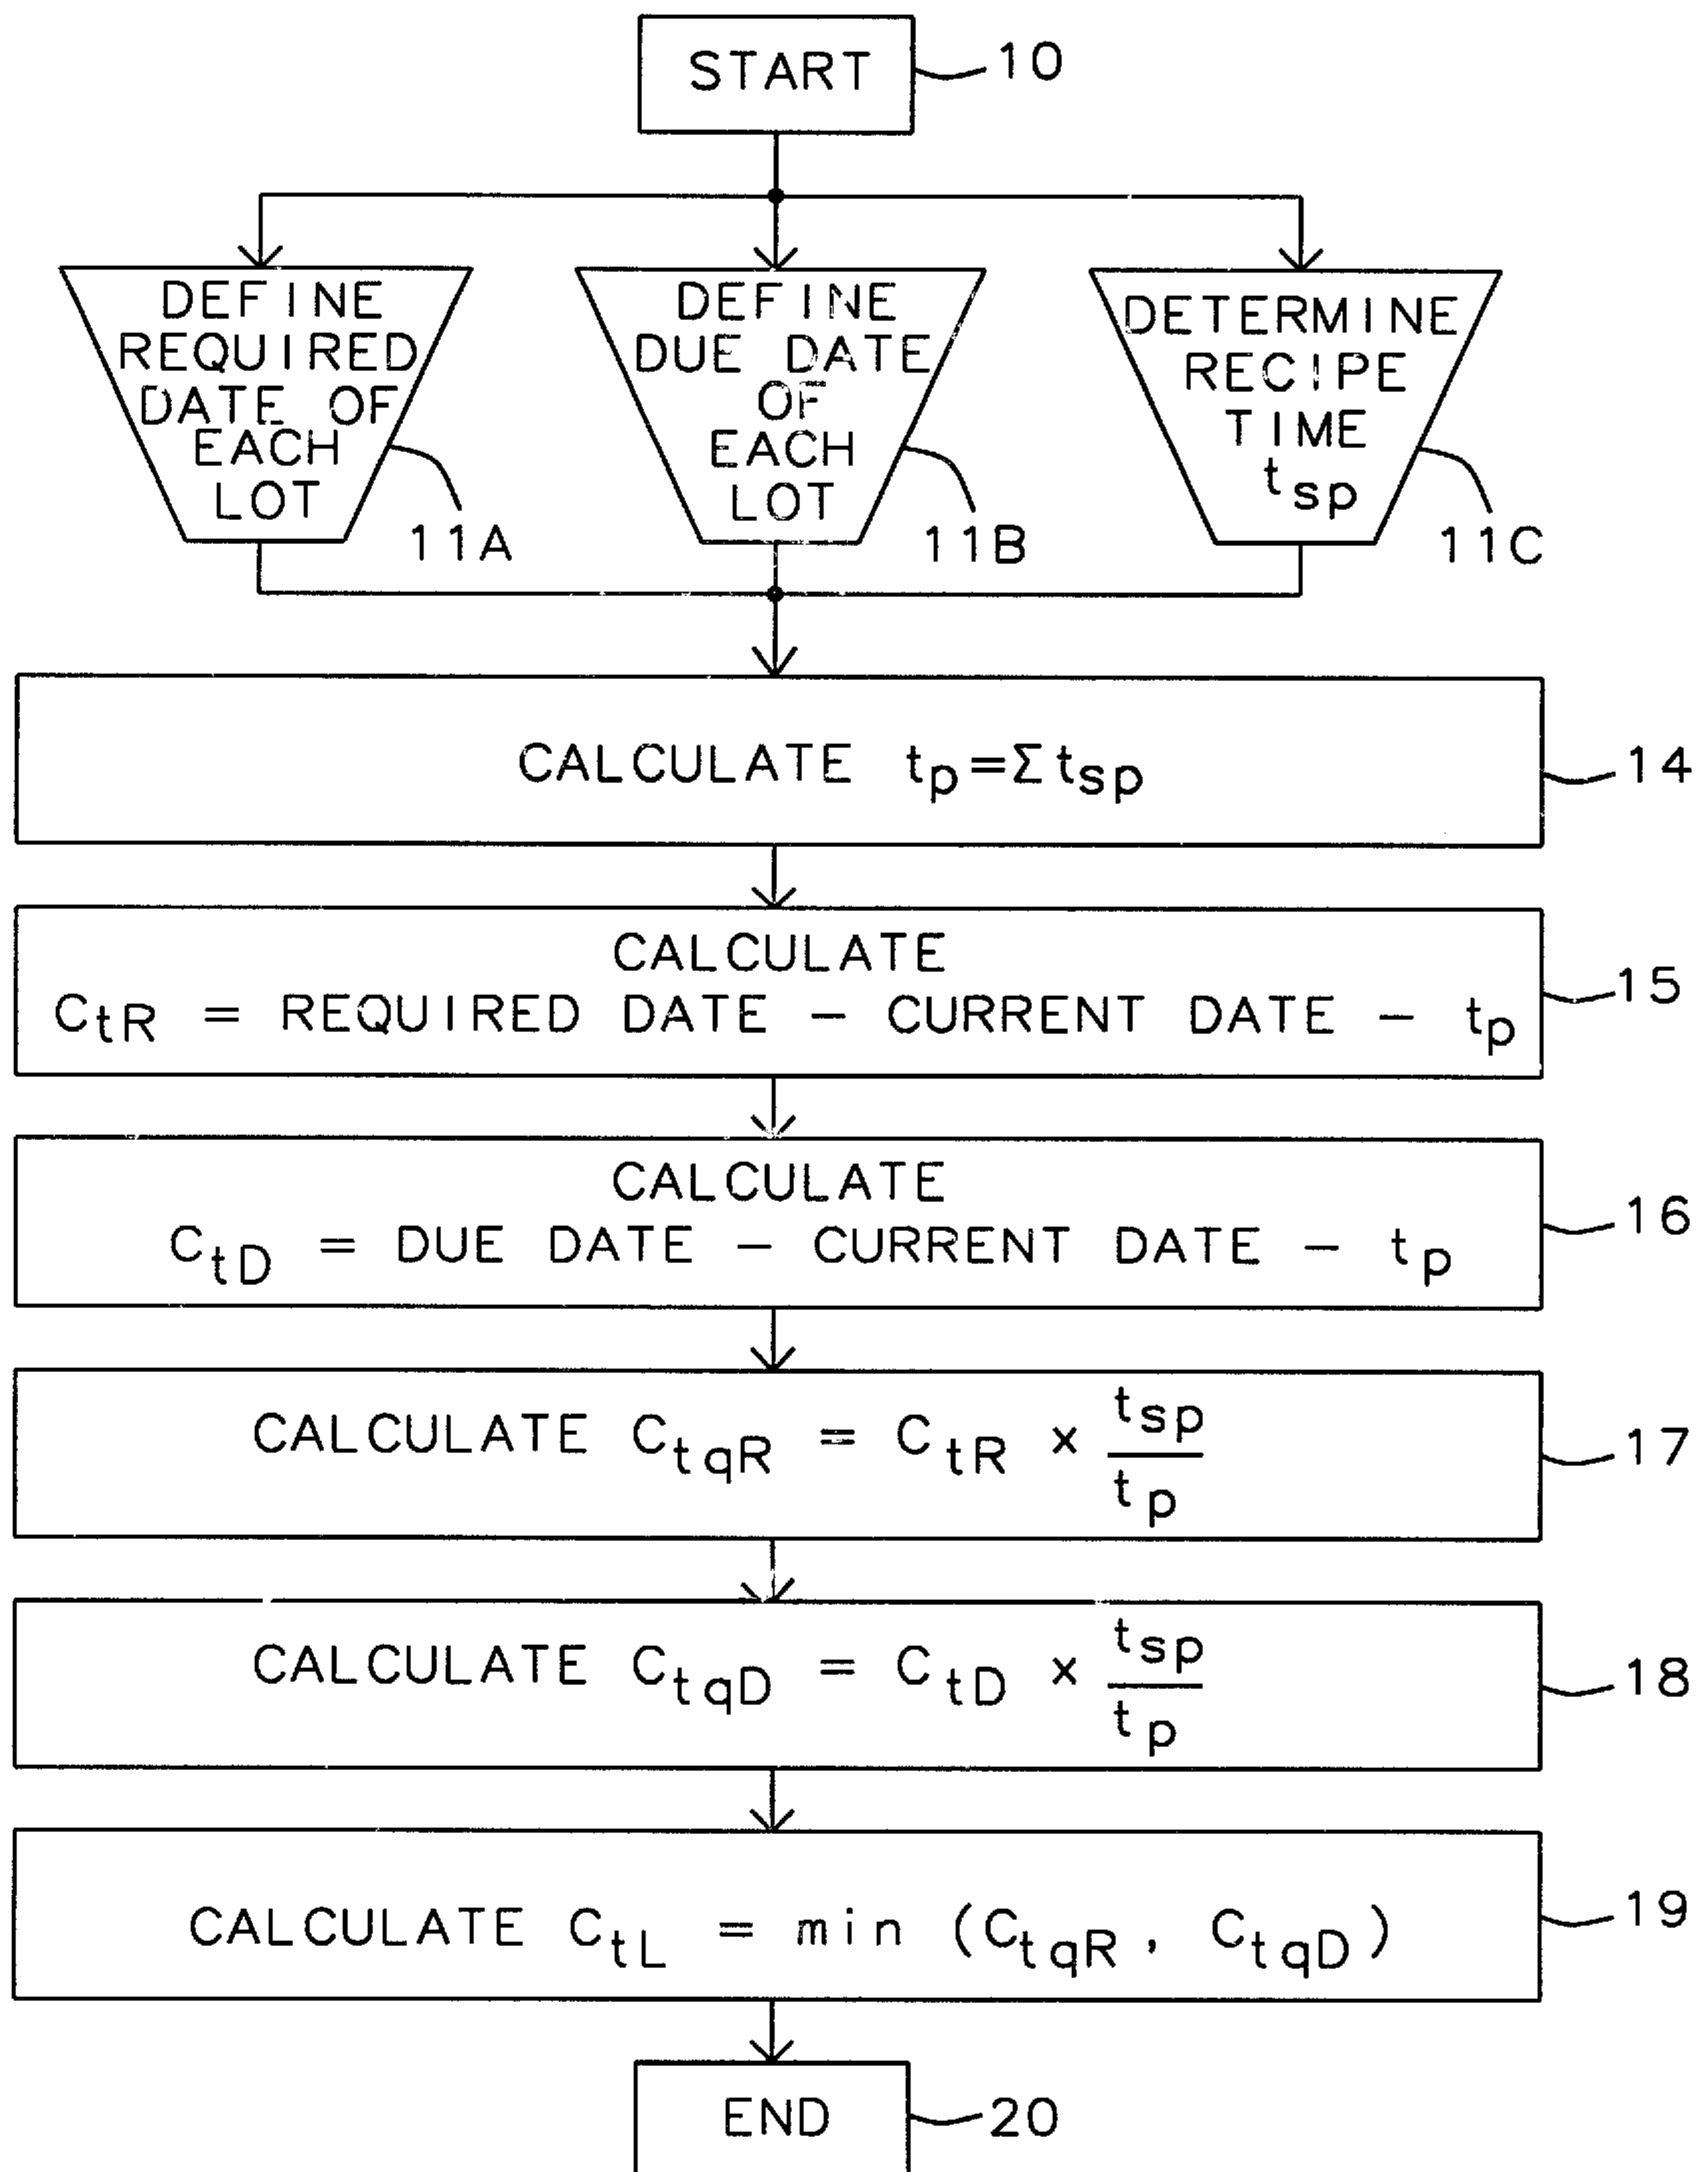 START
10
DEFINE
REQUIRED
DATE OF
EACH
LOT
11A
DEFINE
DUE DATE
OF
EACH
LOT
11B
DETERMINE
RECIPE
TIME
tsp
11C
CALCULATE tp=Σtsp
14
CALCULATE
CtR = REQUIRED DATE – CURRENT DATE – tp
15
CALCULATE
CtD = DUE DATE – CURRENT DATE – tp
16
CALCULATE CtqR = CtR x tsp/tp
17
CALCULATE CtqD = CtD x tsp/tp
18
CALCULATE CtL = min (CtqR, CtqD)
19
END
20